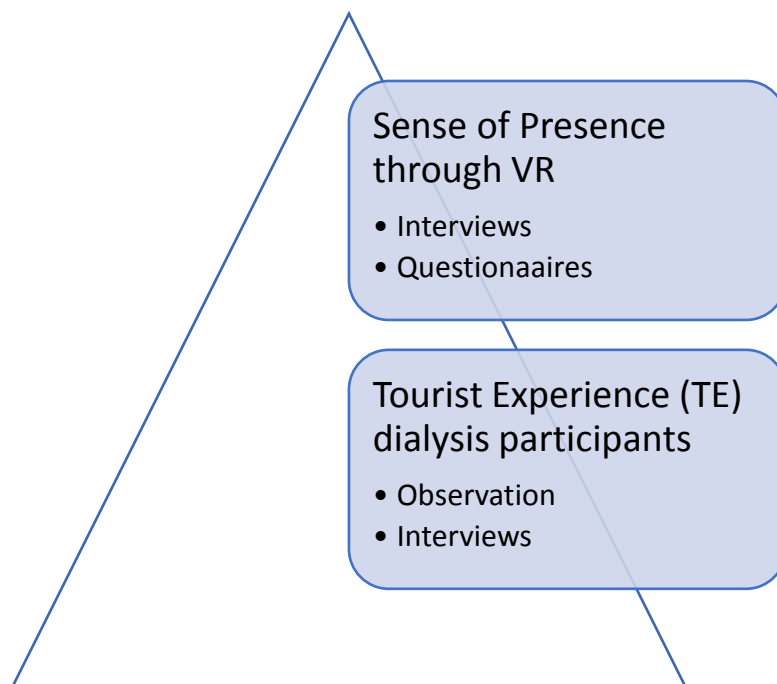 Sense of Presence
through VR
• Interviews
• Questionaaires
Tourist Experience (TE)
dialysis participants
• Observation
• Interviews